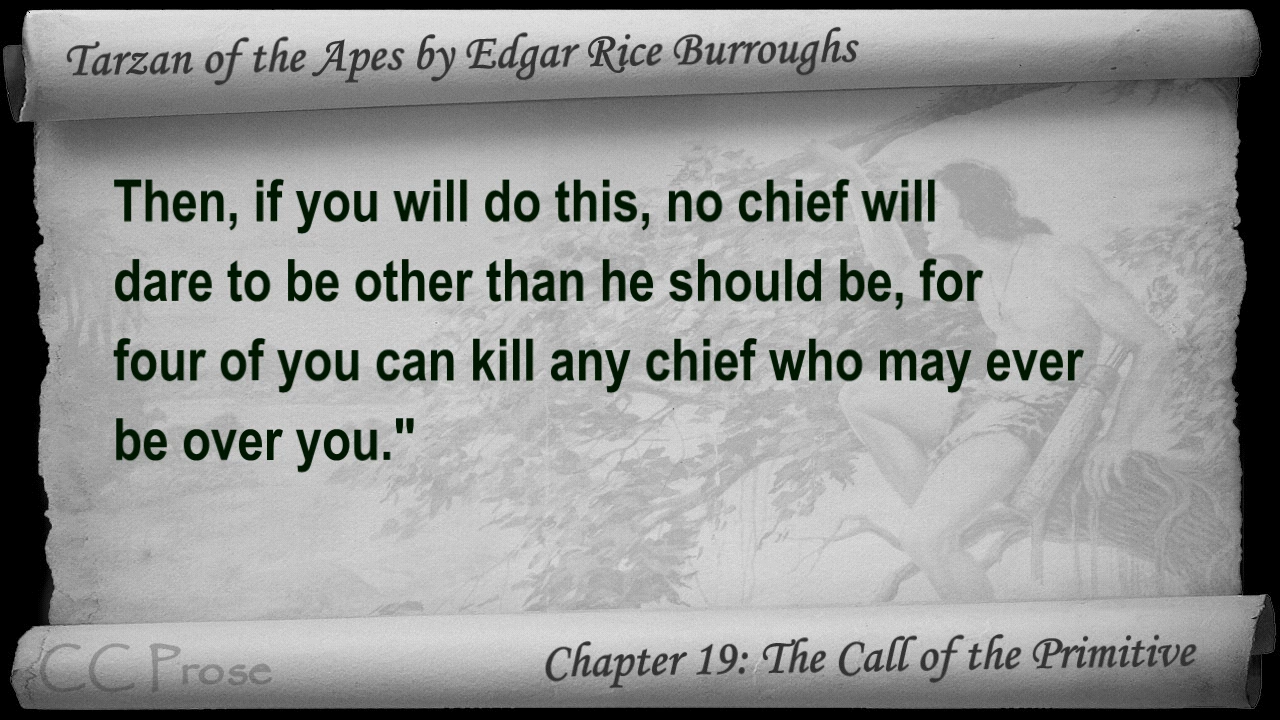 Tarzan of the Apes by Edgar Rice Burroughs
Then, if you will do this, no chief will
dare to be other than he should be, for
four of you can kill any chief who may ever
be over you."
CC Prose
Chapter 19: The Call of the Primitive